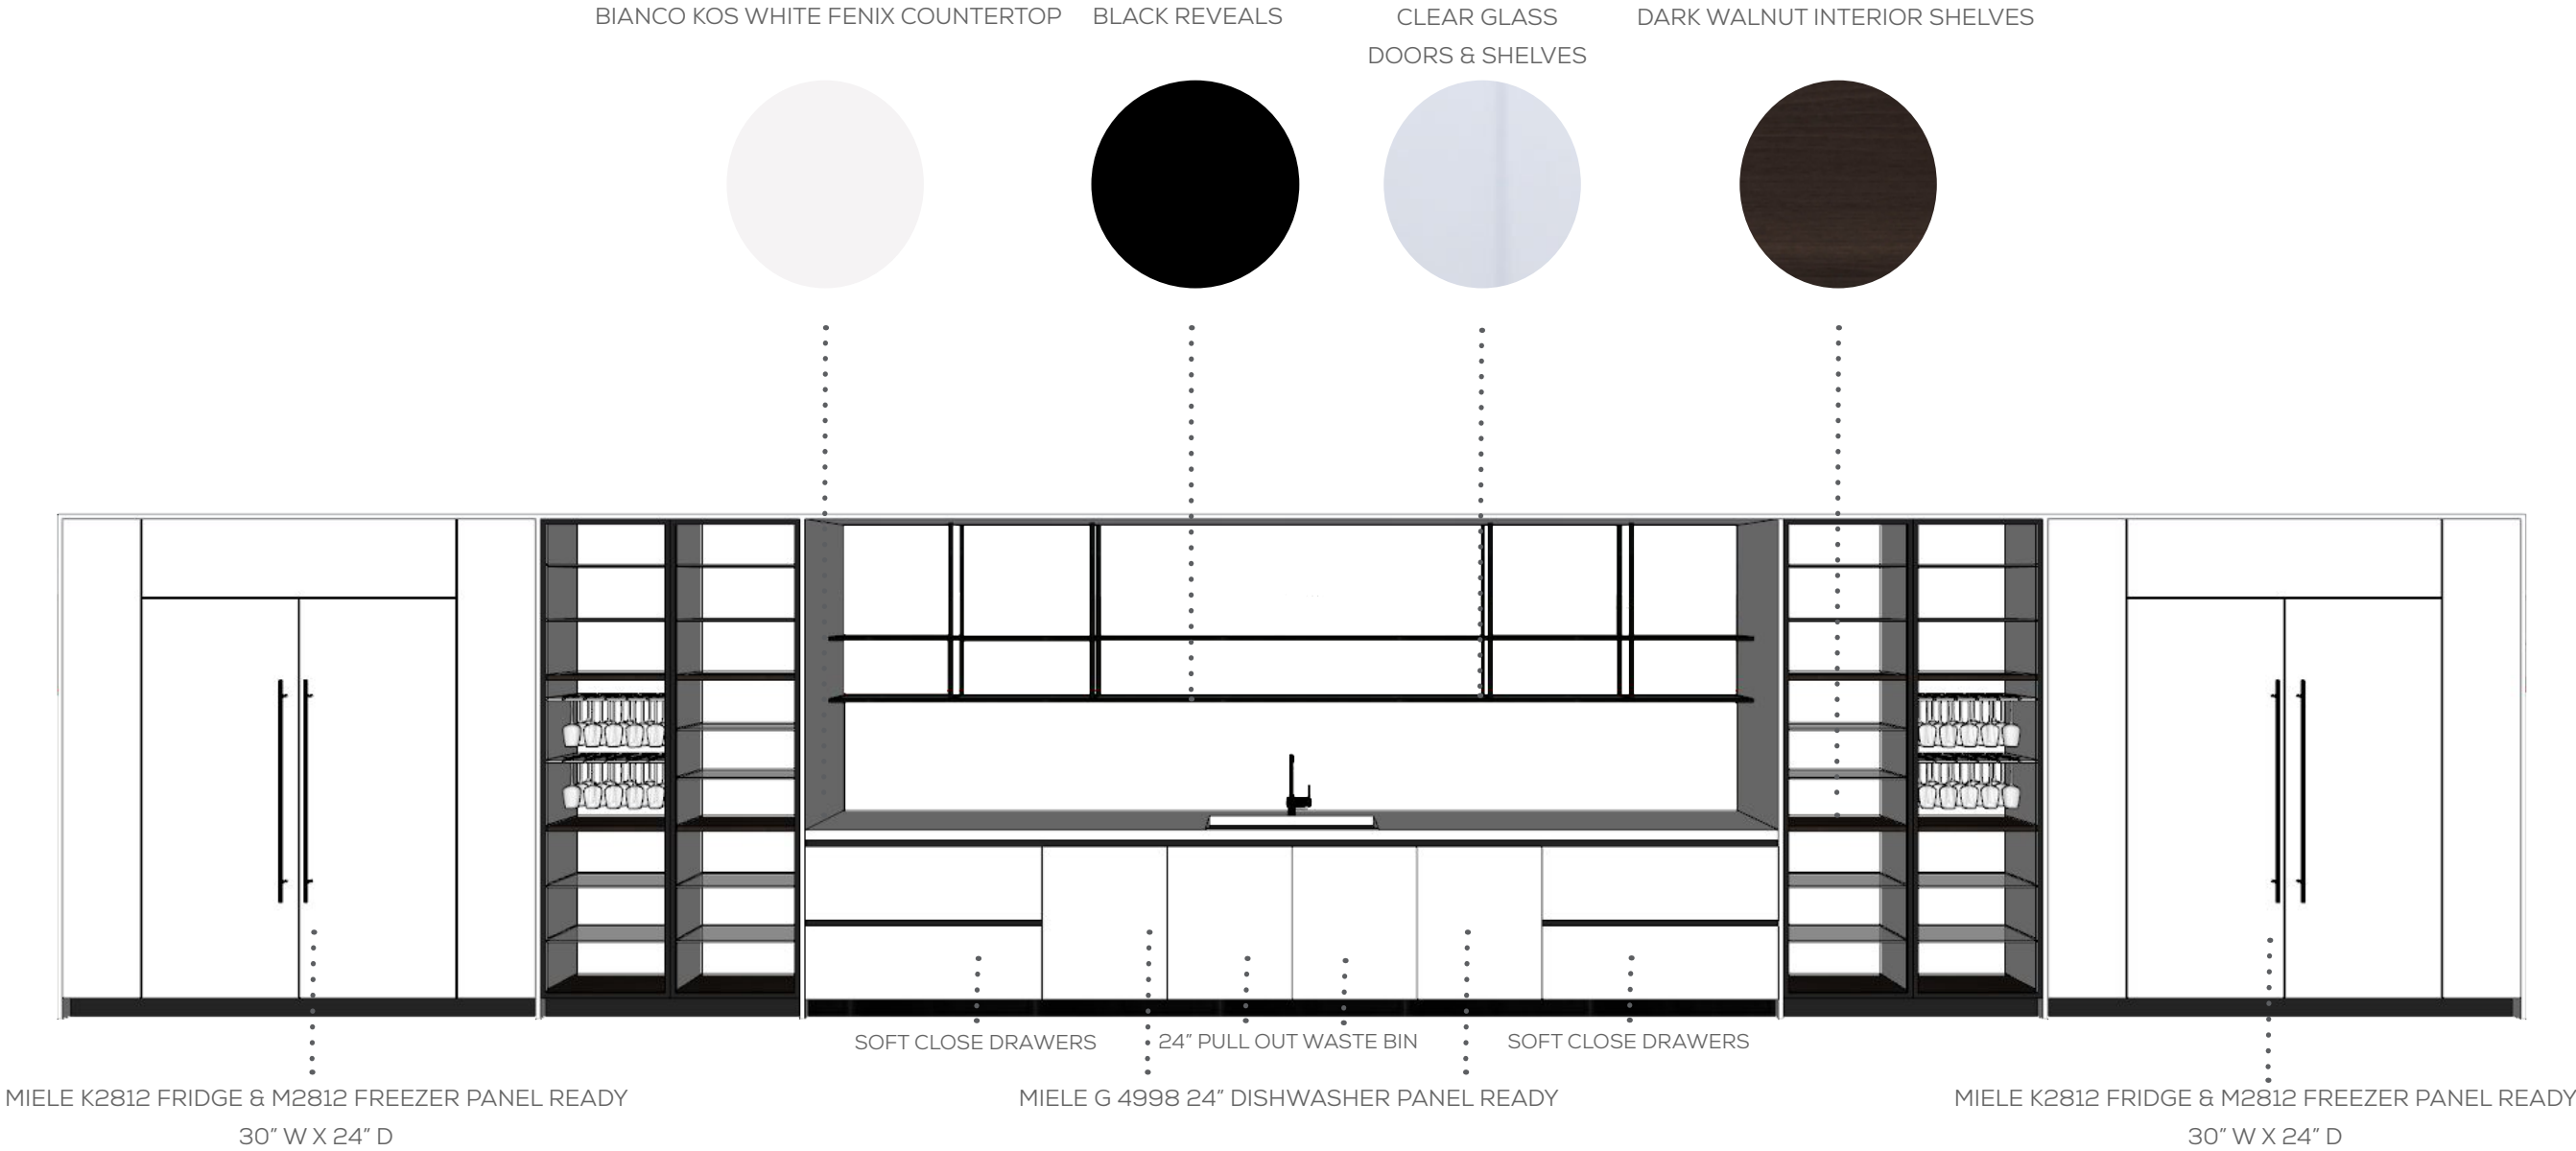 BIANCO KOS WHITE FENIX COUNTERTOP
BLACK REVEALS
CLEAR GLASS
DOORS & SHELVES
DARK WALNUT INTERIOR SHELVES
SOFT CLOSE DRAWERS
24” PULL OUT WASTE BIN
SOFT CLOSE DRAWERS
MIELE K2812 FRIDGE & M2812 FREEZER PANEL READY
30” W X 24” D
MIELE G 4998 24” DISHWASHER PANEL READY
MIELE K2812 FRIDGE & M2812 FREEZER PANEL READY
30” W X 24” D